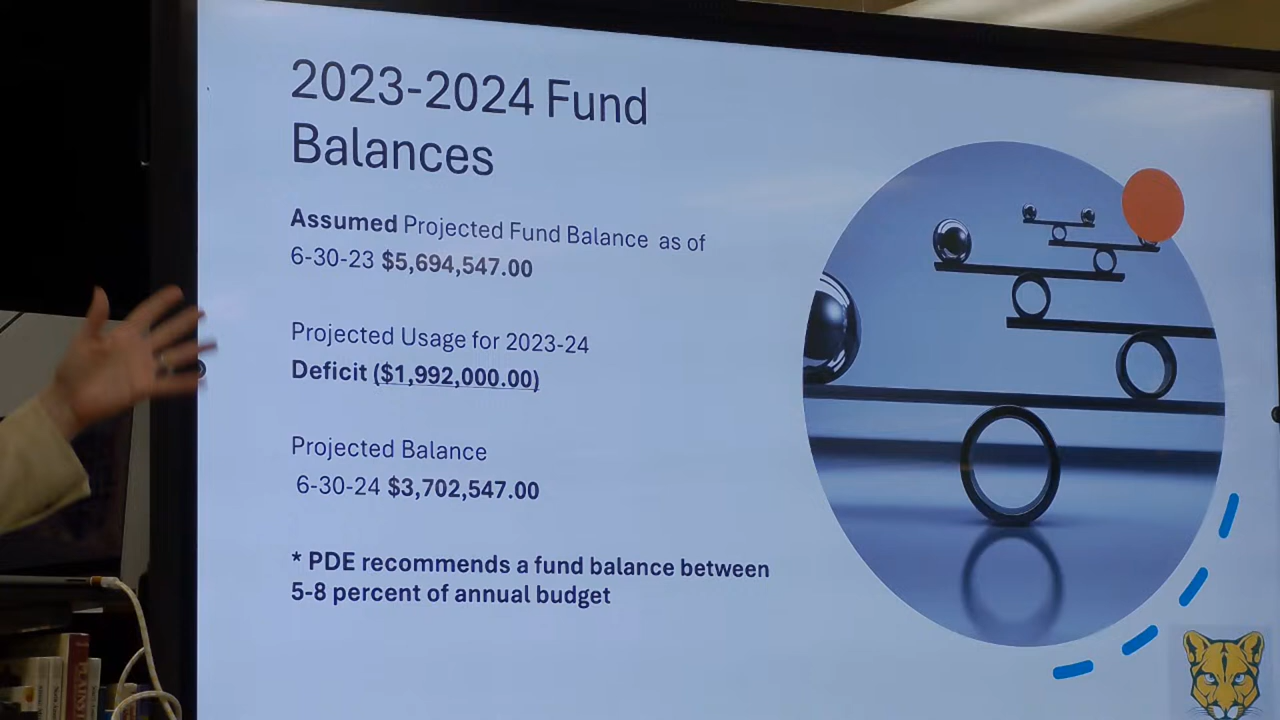 2023-2024 Fund
Balances
Assumed Projected Fund Balance as of
6-30-23 $5,694,547.00
Projected Usage for 2023-24
Deficit ($1,992,000.00)
Projected Balance
6-30-24 $3,702,547.00
* PDE recommends a fund balance between
5-8 percent of annual budget